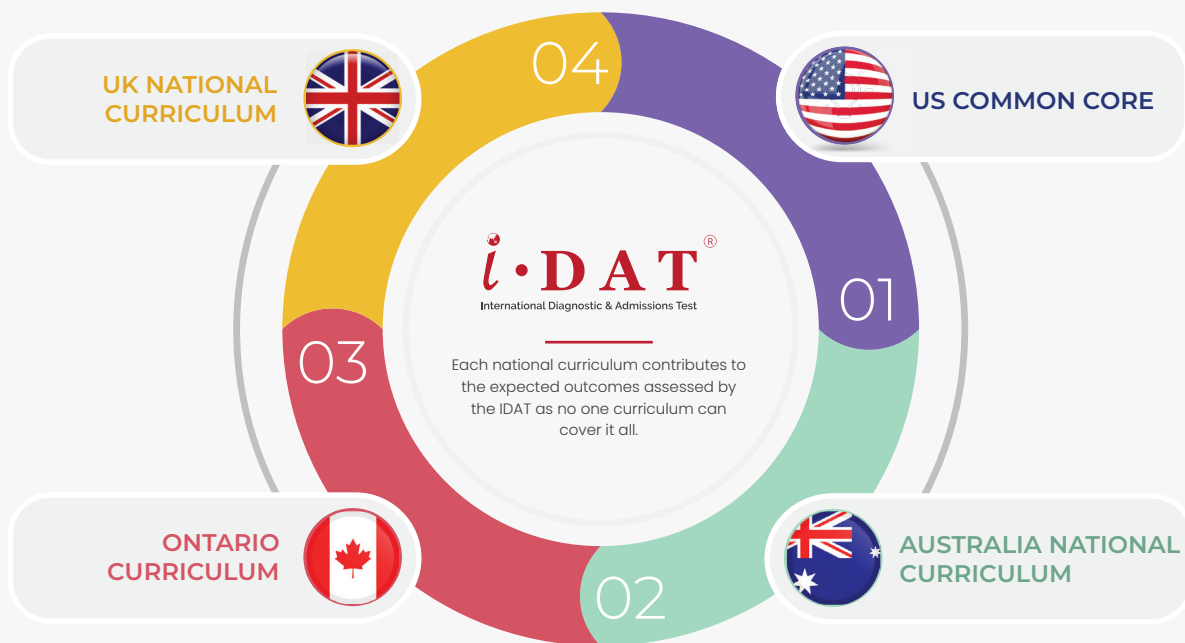 04
UK NATIONAL
CURRICULUM
US COMMON CORE
i·DAT®
International Diagnostic & Admissions Test
01
03
Each national curriculum contributes to
the expected outcomes assessed by
the IDAT as no one curriculum can
cover it all.
ONTARIO
CURRICULUM
AUSTRALIA NATIONAL
CURRICULUM
02